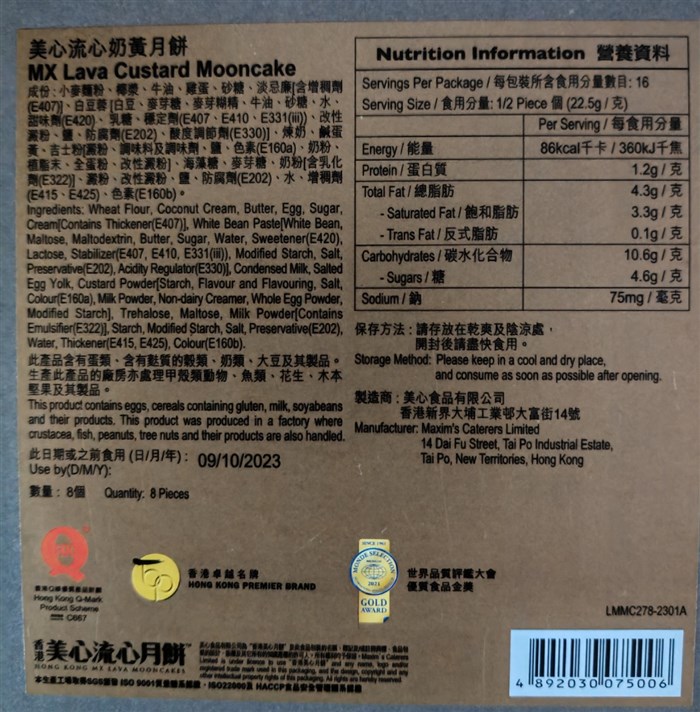 美心流心奶黃月餅
MX Lava Custard Mooncake
成份：小麥麵粉、椰漿、牛油、雞蛋、砂糖、淡忌廉[含增稠劑
(E407)]、白豆蓉[白豆、麥芽糖、麥芽糊精、牛油、砂糖、水、
甜味劑(E420)、乳糖、穩定劑(E407、E410、E331(iii))、改性
澱粉、鹽、防腐劑(E202)、酸度調節劑(E330)]、煉奶、鹹蛋
黃、吉士粉[澱粉、調味料及調味劑、鹽、色素(E160a)、奶粉、
植脂末、全蛋粉、改性澱粉]、海藻糖、麥芽糖、奶粉[含乳化
劑(E322)]、澱粉、改性澱粉、鹽、防腐劑(E202)、水、增稠劑
(E415、E425)、色素(E160b)。
Ingredients: Wheat Flour, Coconut Cream, Butter, Egg, Sugar,
Cream[Contains Thickener(E407)], White Bean Paste[White Bean,
Maltose, Maltodextrin, Butter, Sugar, Water, Sweetener(E420),
Lactose, Stabilizer(E407, E410, E331(iii)), Modified Starch, Salt,
Preservative(E202), Acidity Regulator(E330)], Condensed Milk, Salted
Egg Yolk, Custard Powder[Starch, Flavour and Flavouring, Salt,
Colour(E160a), Milk Powder, Non-dairy Creamer, Whole Egg Powder,
Modified Starch], Trehalose, Maltose, Milk Powder[Contains
Emulsifier(E322)], Starch, Modified Starch, Salt, Preservative(E202),
Water, Thickener(E415, E425), Colour(E160b).
此產品含有蛋類、含有麩質的穀類、奶類、大豆及其製品。
生產此產品的廠房亦處理甲殼類動物、魚類、花生、木本
堅果及其製品。
This product contains eggs, cereals containing gluten, milk, soyabeans
and their products. This product was produced in a factory where
crustacea, fish, peanuts, tree nuts and their products are also handled.
此日期或之前食用 (日/月/年)：
Use by(D/M/Y): 09/10/2023
數量：8個 Quantity: 8 Pieces
Nutrition Information 營養資料
Servings Per Package / 每包裝所含食用分量數目: 16
Serving Size / 食用分量: 1/2 Piece 個 (22.5g / 克)
Per Serving / 每食用分量
Energy / 能量 86kcal千卡 / 360kJ千焦
Protein / 蛋白質 1.2g / 克
Total Fat / 總脂肪 4.3g / 克
- Saturated Fat / 飽和脂肪 3.3g / 克
- Trans Fat / 反式脂肪 0.1g / 克
Carbohydrates / 碳水化合物 10.6g / 克
- Sugars / 糖 4.6g / 克
Sodium / 鈉 75mg / 毫克
保存方法：請存放在乾爽及陰涼處，
開封後請盡快食用。
Storage Method: Please keep in a cool and dry place,
and consume as soon as possible after opening.
製造商：美心食品有限公司
香港新界大埔工業邨大富街14號
Manufacturer: Maxim's Caterers Limited
14 Dai Fu Street, Tai Po Industrial Estate,
Tai Po, New Territories, Hong Kong
Hong Kong Q-Mark
Product Scheme
C667
香港卓越名牌
HONG KONG PREMIER BRAND
MONDE SELECTION
2023
GOLD
AWARD
世界品質評鑑大會
優質食品金獎
LMMC278-2301A
香港美心流心月餅
HONG KONG MX LAVA MOONCAKES
4 892030 075006